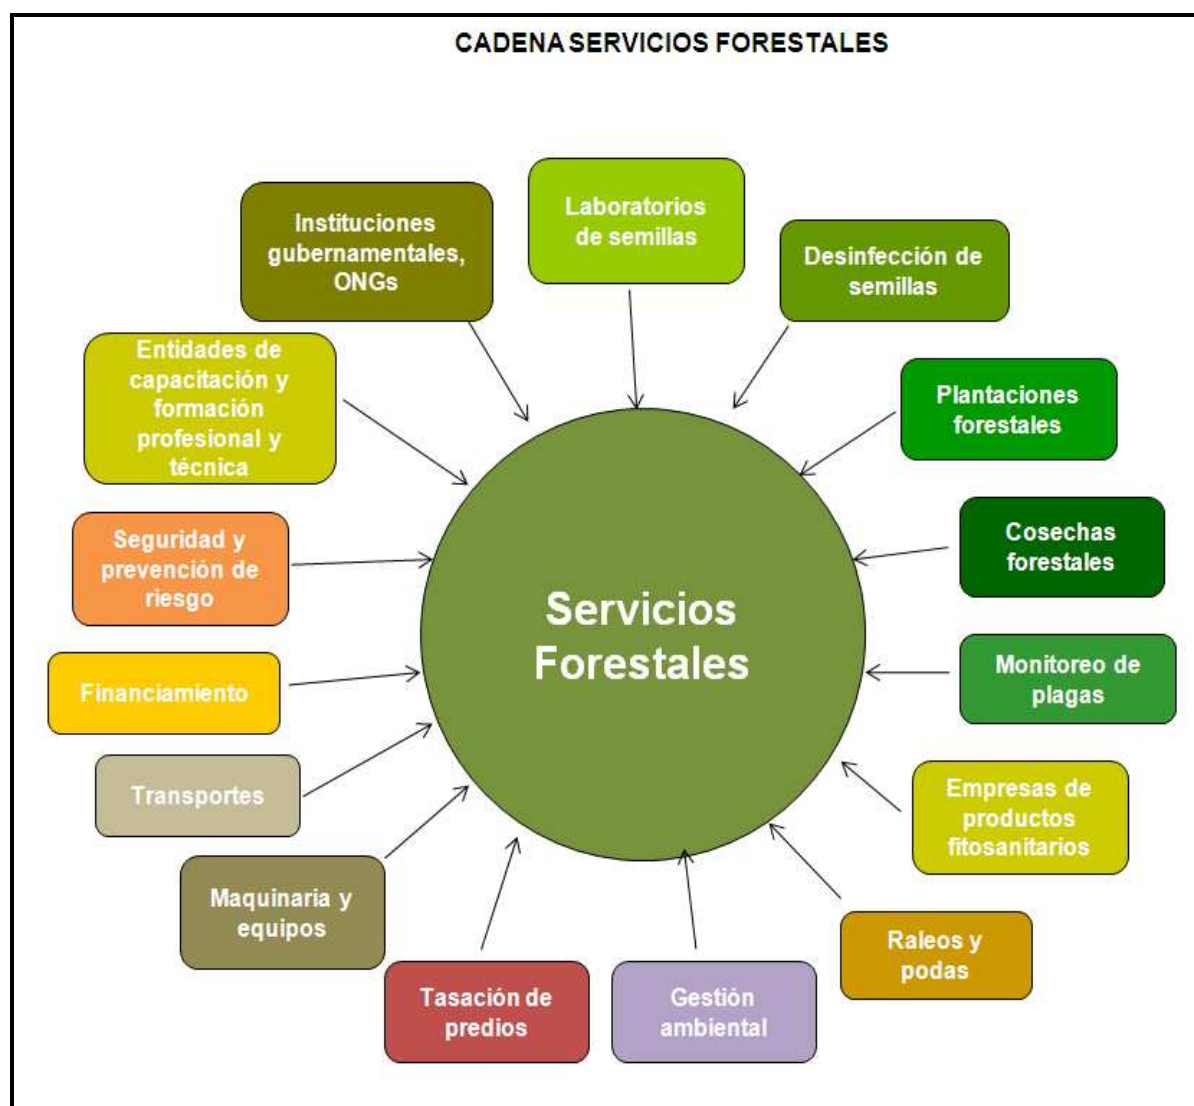 CADENA SERVICIOS FORESTALES
Laboratorios
de semillas
Desinfección de
semillas
Plantaciones
forestales
Cosechas
forestales
Monitoreo de
plagas
Empresas de
productos
fitosanitarios
Raleos y
podas
Gestión
ambiental
Tasación de
predios
Maquinaria y
equipos
Transportes
Financiamiento
Seguridad y
prevención de
riesgo
Entidades de
capacitación y
formación
profesional y
técnica
Instituciones
gubernamentales,
ONGs
Servicios
Forestales